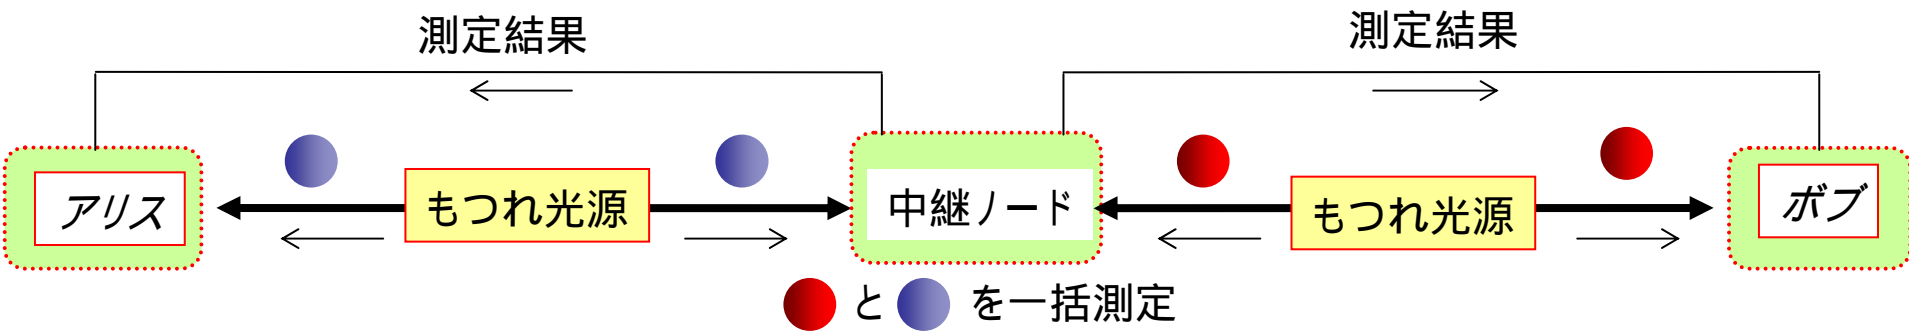 測定結果
測定結果
アリス
もつれ光源
中継ノード
もつれ光源
ボブ
と を一括測定